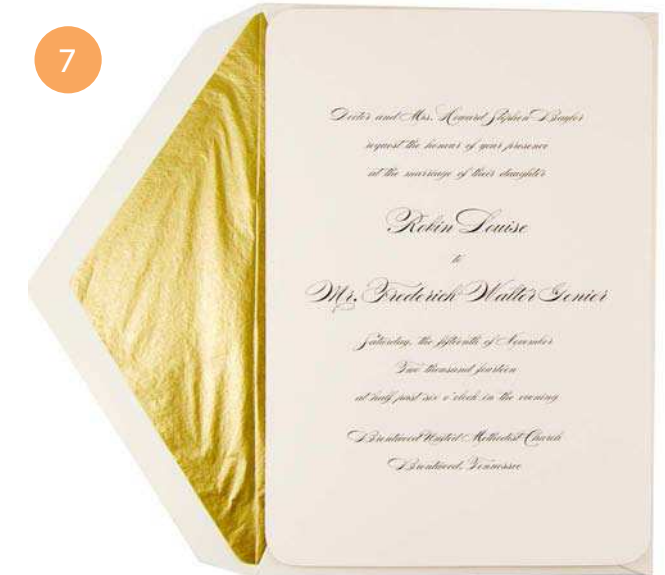 7
Doctor and Mrs. Howard Stephen
request the honour of your presence
at the marriage of their daughter
Robin Louise
to
Mr. Frederick Walter Genier
Saturday, the fifteenth of November
Two thousand fourteen
at half past six o'clock in the evening
Brentwood United Methodist Church
Brentwood, Tennessee